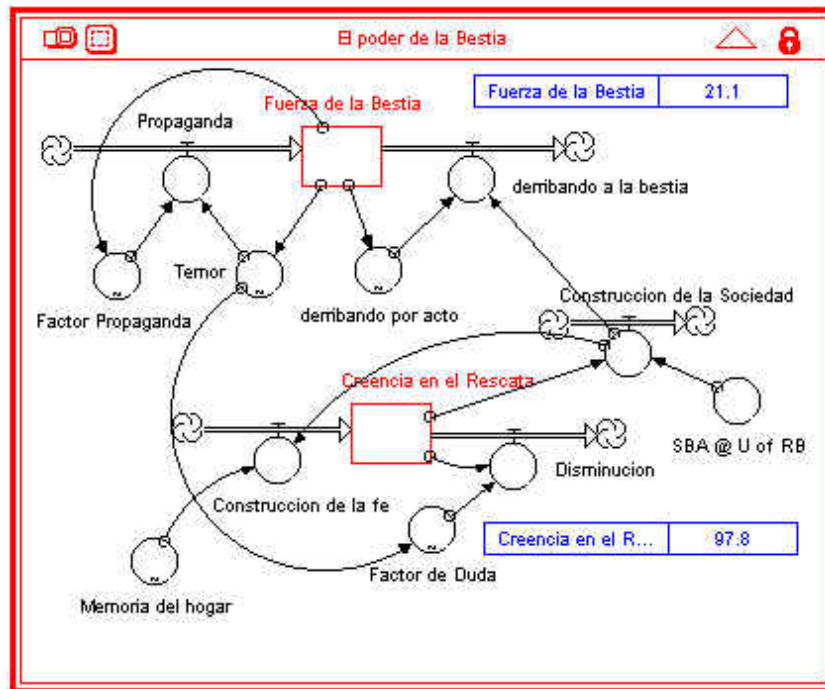 El poder de la Bestia
Fuerza de la Bestia 21.1
Fuerza de la Bestia
Propaganda
derribando a la bestia
Temor
Factor Propaganda
derribando por acto
Construccion de la Sociedad
Creencia en el Rescata
SBA @ U of RB
Disminucion
Construccion de la fe
Creencia en el R... 97.8
Factor de Duda
Memoria del hogar